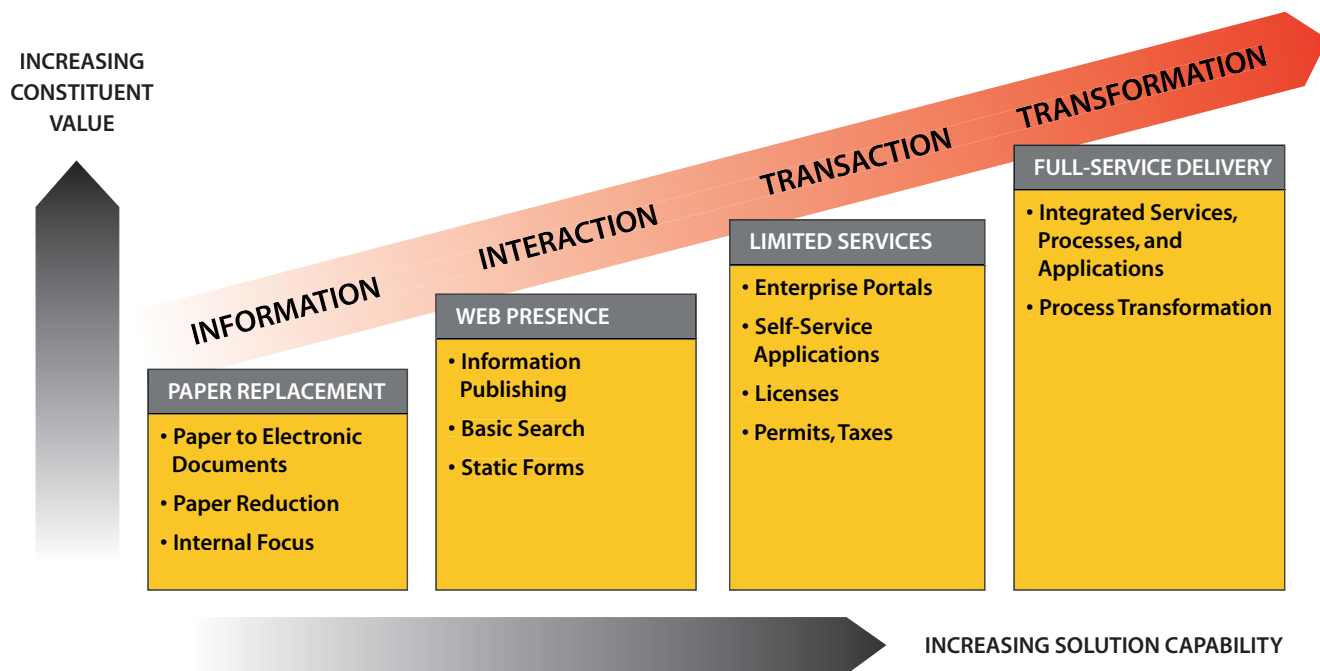 INCREASING
CONSTITUENT
VALUE
INFORMATION
INTERACTION
TRANSACTION
TRANSFORMATION
PAPER REPLACEMENT
• Paper to Electronic
Documents
• Paper Reduction
• Internal Focus
WEB PRESENCE
• Information
Publishing
• Basic Search
• Static Forms
LIMITED SERVICES
• Enterprise Portals
• Self-Service
Applications
• Licenses
• Permits, Taxes
FULL-SERVICE DELIVERY
• Integrated Services,
Processes, and
Applications
• Process Transformation
INCREASING SOLUTION CAPABILITY